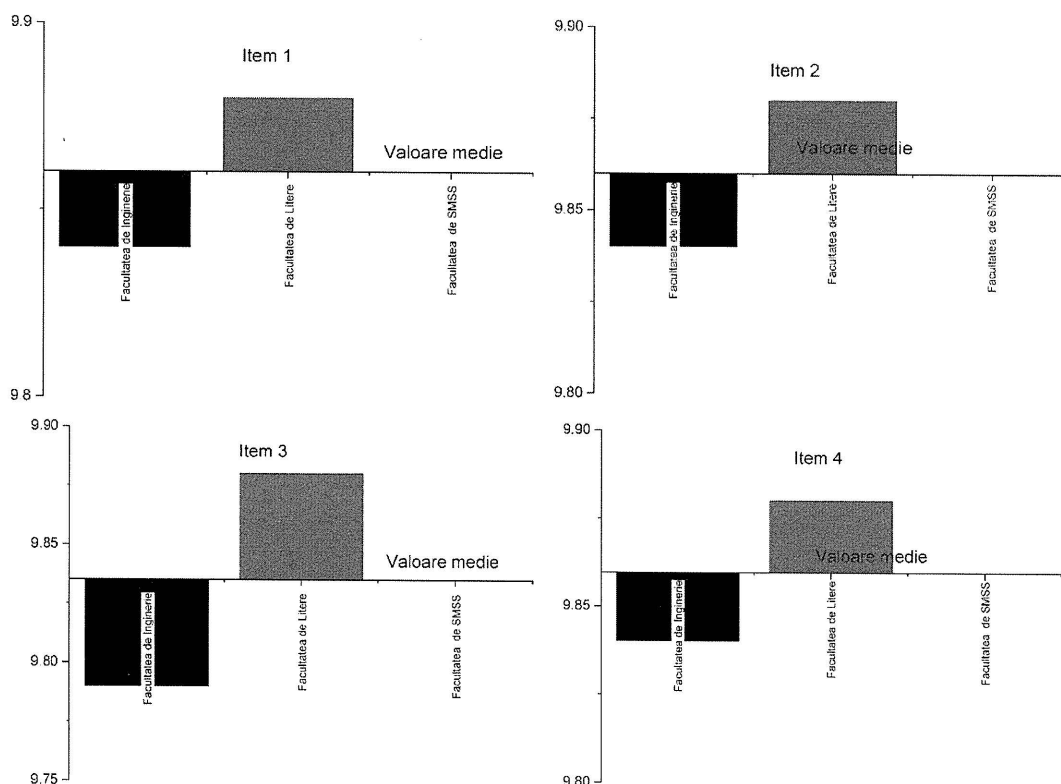 9.9
Item 1
Valoare medie
Facultatea de Inginerie
Facultatea de Litere
Facultatea de SMSS
9.8
9.90
Item 2
Valoare medie
9.85
Facultatea de Inginerie
Facultatea de Litere
Facultatea de SMSS
9.80
9.90
Item 3
9.85
Valoare medie
Facultatea de Inginerie
Facultatea de Litere
Facultatea de SMSS
9.80
9.75
9.90
Item 4
Valoare medie
9.85
Facultatea de Inginerie
Facultatea de Litere
Facultatea de SMSS
9.80